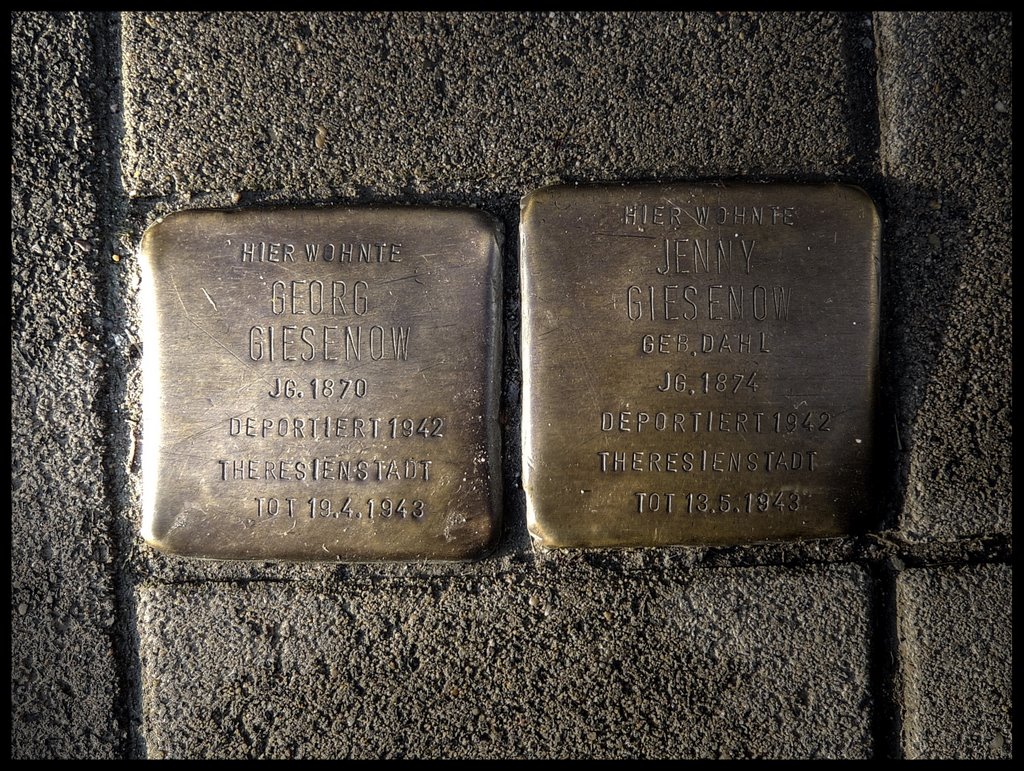 HIER WOHNTE
GEORG
GIESENOW
JG. 1870
DEPORTIERT 1942
THERESIENSTADT
TOT 19.4.1943
HIER WOHNTE
JENNY
GIESENOW
GEB. DAHL
JG. 1874
DEPORTIERT 1942
THERESIENSTADT
TOT 13.5.1943